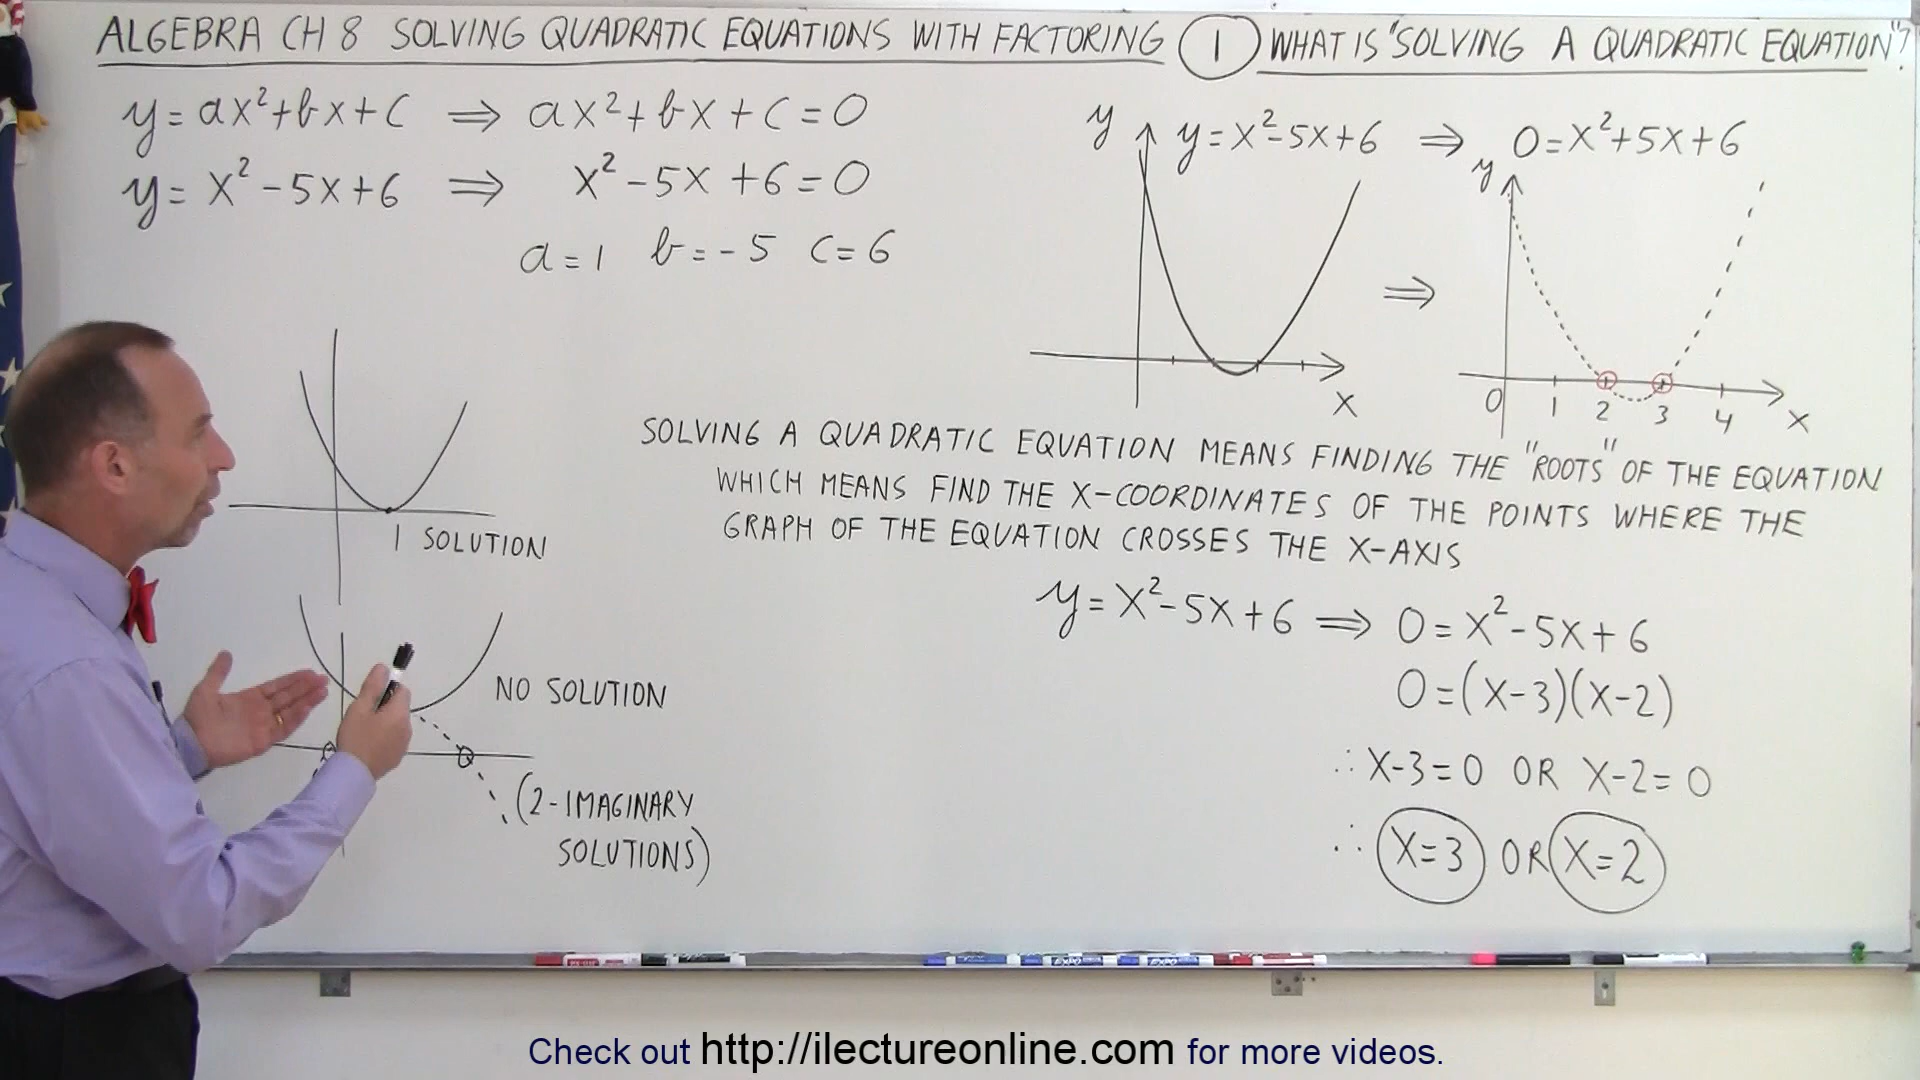 ALGEBRA CH 8 SOLVING QUADRATIC EQUATIONS WITH FACTORING 1 WHAT IS "SOLVING A QUADRATIC EQUATION"?
y = ax²+bx+c ⇒ ax²+bx+c=0
y = x²-5x+6 ⇒ x²-5x+6=0
a=1 b=-5 c=6
y y=x²-5x+6 ⇒ 0=x²+5x+6
y
⇒
x
0 1 2 3 4 x
SOLVING A QUADRATIC EQUATION MEANS FINDING THE "ROOTS" OF THE EQUATION
WHICH MEANS FIND THE X-COORDINATES OF THE POINTS WHERE THE
GRAPH OF THE EQUATION CROSSES THE X-AXIS
1 SOLUTION
NO SOLUTION
(2-IMAGINARY
SOLUTIONS)
y=x²-5x+6 ⇒ 0=x²-5x+6
0=(x-3)(x-2)
∴ x-3=0 OR x-2=0
∴ x=3 OR x=2
EXPO EXPO
Check out http://ilectureonline.com for more videos.